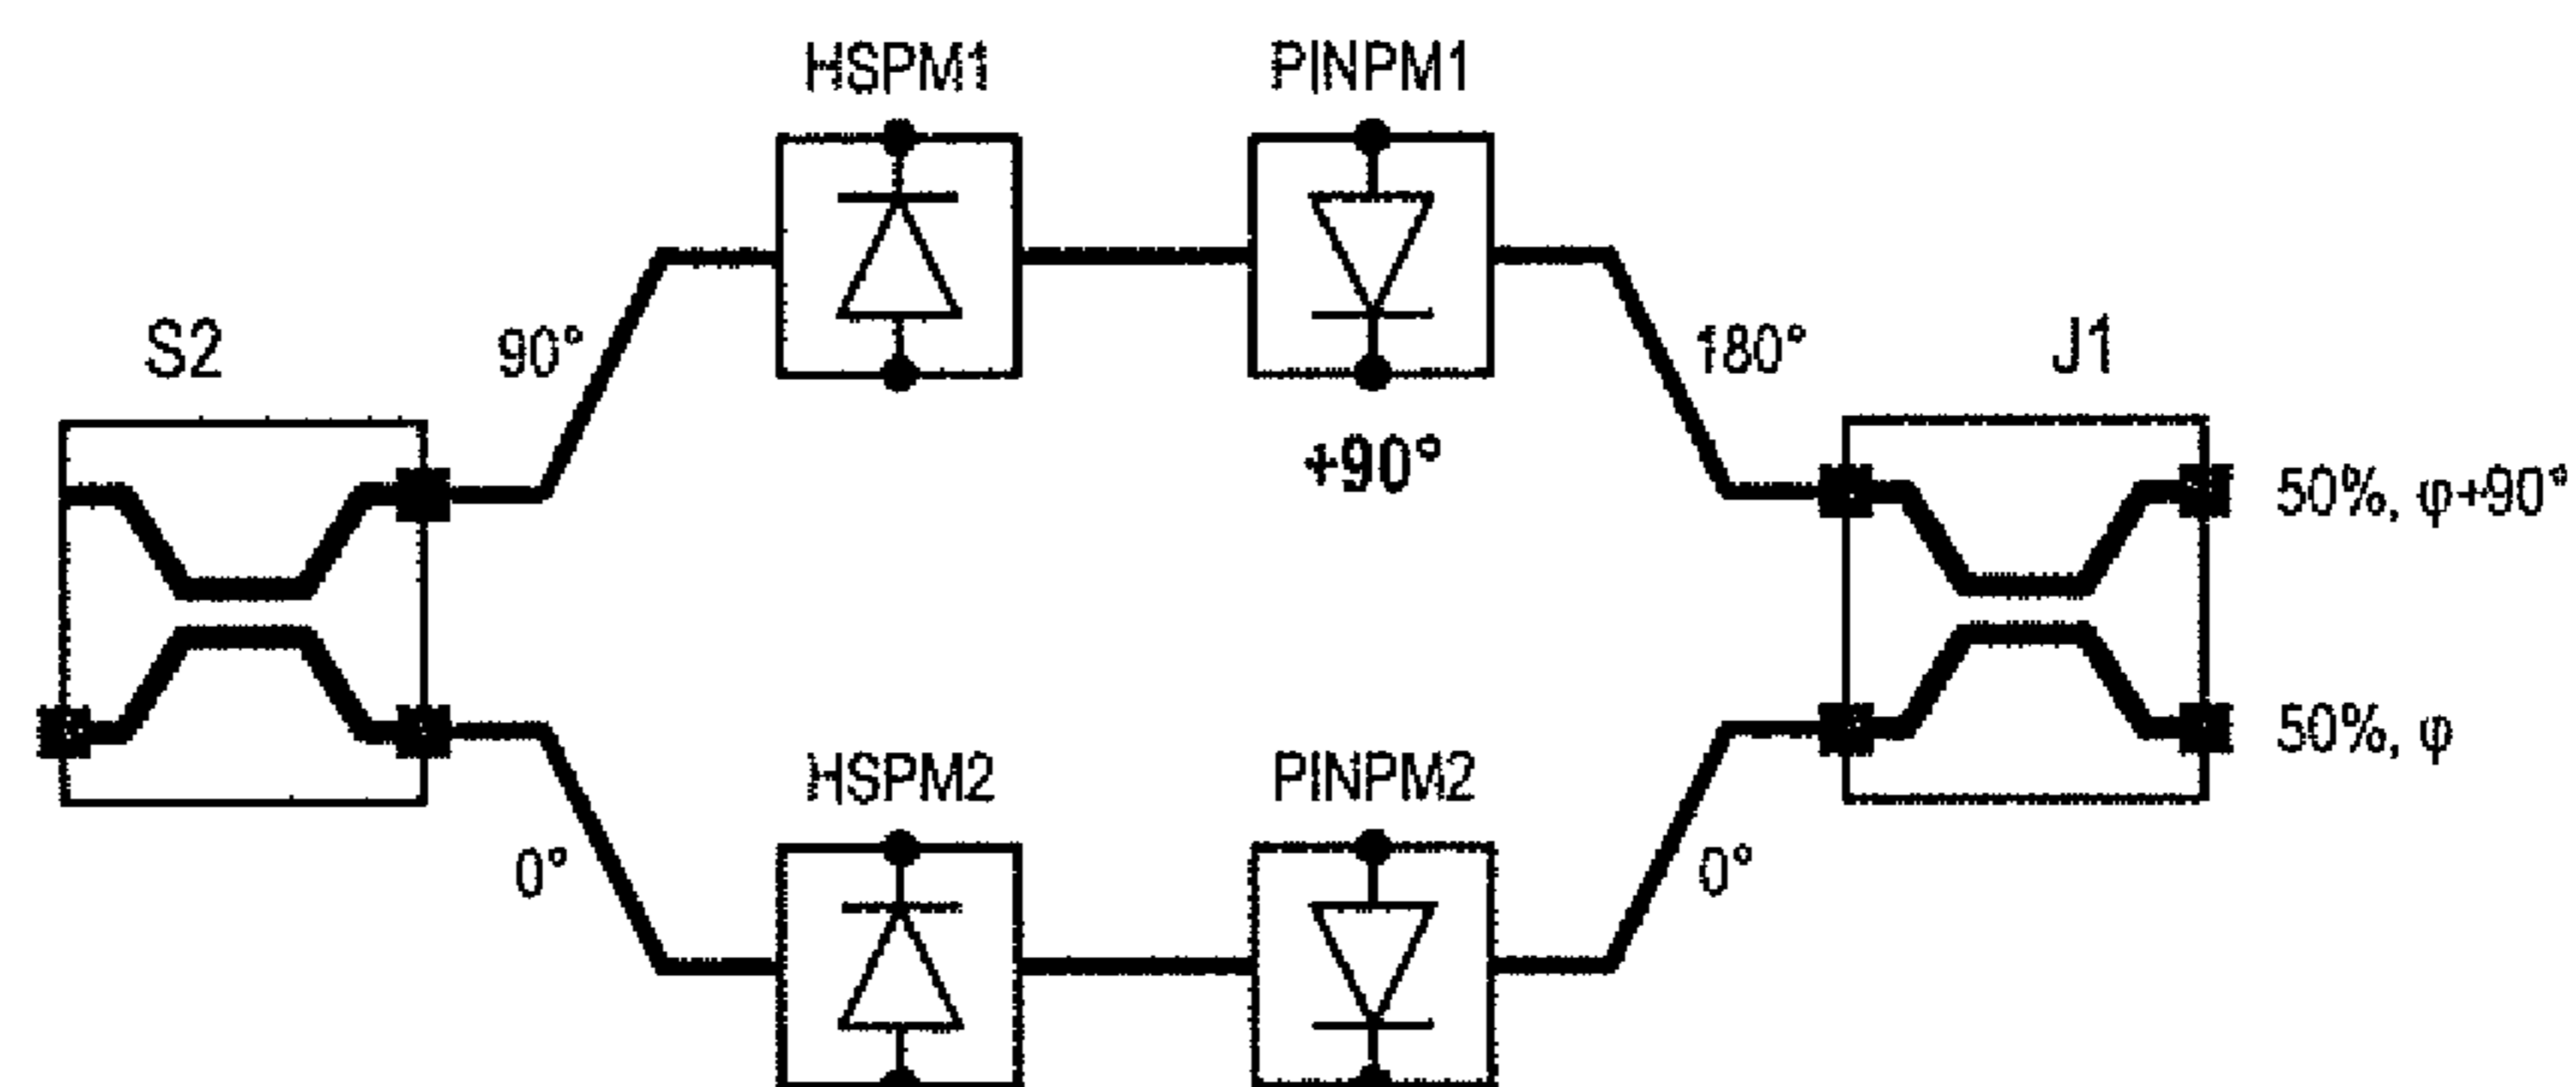 HSPM1
PINPM1
S2
90°
180°
J1
+90°
50%, φ+90°
50%, φ
HSPM2
PINPM2
0°
0°